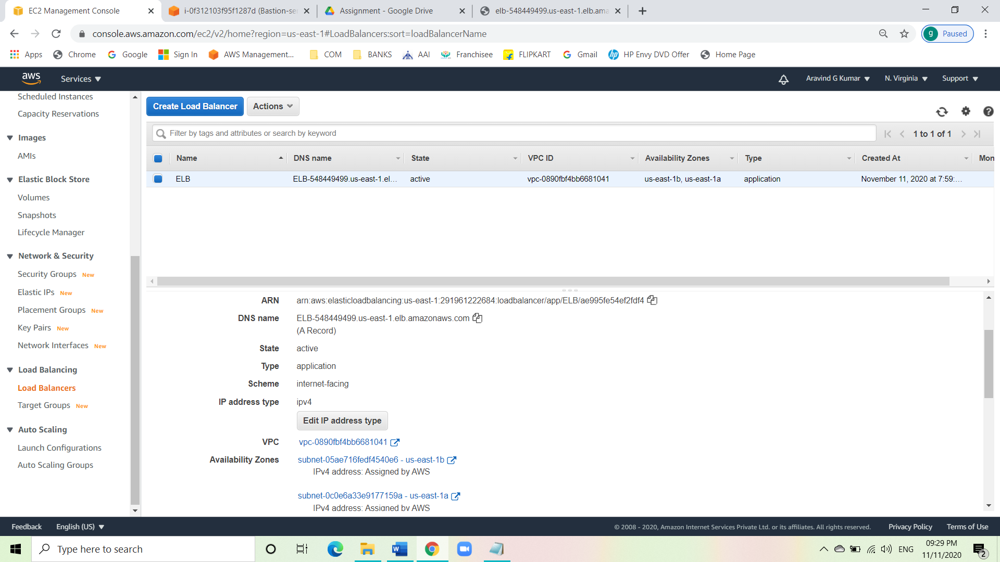 EC2 Management Console
i-0f312103f95f1287d (Bastion-se
Assignment - Google Drive
elb-548449499.us-east-1.elb.ama
console.aws.amazon.com/ec2/v2/home?region=us-east-1#LoadBalancers:sort=loadBalancerName
g Paused
Apps Chrome Google Sign In AWS Management... COM BANKS AAI Franchisee FLIPKART Gmail HP Envy DVD Offer Home Page
aws Services Aravind G Kumar N. Virginia Support
Scheduled Instances
Capacity Reservations
Images
AMIs
Elastic Block Store
Volumes
Snapshots
Lifecycle Manager
Network & Security
Security Groups New
Elastic IPs New
Placement Groups New
Key Pairs New
Network Interfaces New
Load Balancing
Load Balancers
Target Groups New
Auto Scaling
Launch Configurations
Auto Scaling Groups
Create Load Balancer Actions
Filter by tags and attributes or search by keyword
1 to 1 of 1
Name DNS name State VPC ID Availability Zones Type Created At Mon
ELB ELB-548449499.us-east-1.el... active vpc-0890fbf4bb6681041 us-east-1b, us-east-1a application November 11, 2020 at 7:59:...
ARN arn:aws:elasticloadbalancing:us-east-1:291961222684:loadbalancer/app/ELB/ae995fe54ef2fdf4
DNS name ELB-548449499.us-east-1.elb.amazonaws.com
(A Record)
State active
Type application
Scheme internet-facing
IP address type ipv4
Edit IP address type
VPC vpc-0890fbf4bb6681041
Availability Zones subnet-05ae716fedf4540e6 - us-east-1b
IPv4 address: Assigned by AWS
subnet-0c0e6a33e9177159a - us-east-1a
IPv4 address: Assigned by AWS
Feedback English (US) © 2008 - 2020, Amazon Internet Services Private Ltd. or its affiliates. All rights reserved. Privacy Policy Terms of Use
Type here to search
ENG
09:29 PM
11/11/2020
2